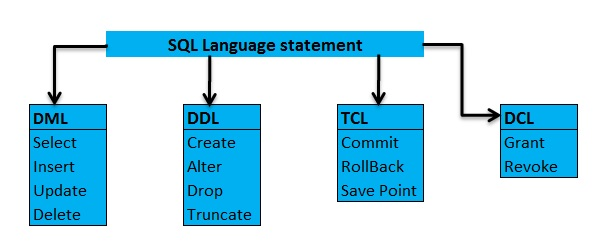 SQL Language statement
DML
Select
Insert
Update
Delete
DDL
Create
Alter
Drop
Truncate
TCL
Commit
RollBack
Save Point
DCL
Grant
Revoke